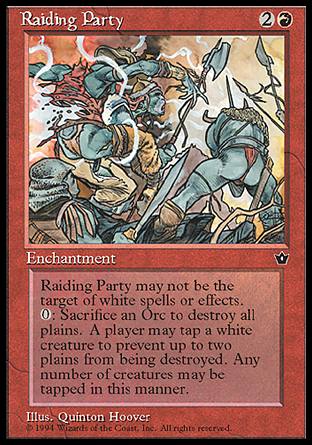 Raiding Party 2
Enchantment
Raiding Party may not be the
target of white spells or effects.
0: Sacrifice an Orc to destroy all
plains. A player may tap a white
creature to prevent up to two
plains from being destroyed. Any
number of creatures may be
tapped in this manner.
Illus. Quinton Hoover
© 1994 Wizards of the Coast, Inc. All rights reserved.